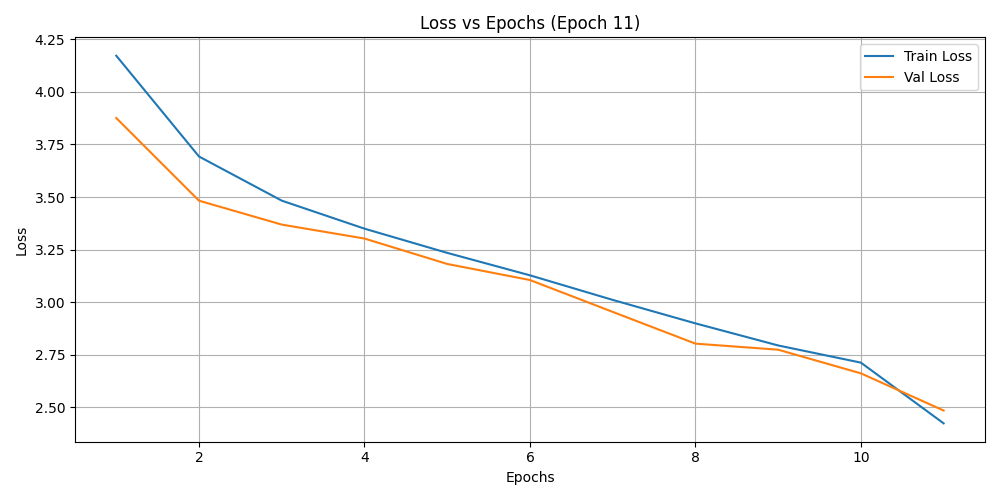 Loss vs Epochs (Epoch 11)
Train Loss
Val Loss
4.25
4.00
3.75
3.50
3.25
3.00
2.75
2.50
Loss
2 4 6 8 10
Epochs